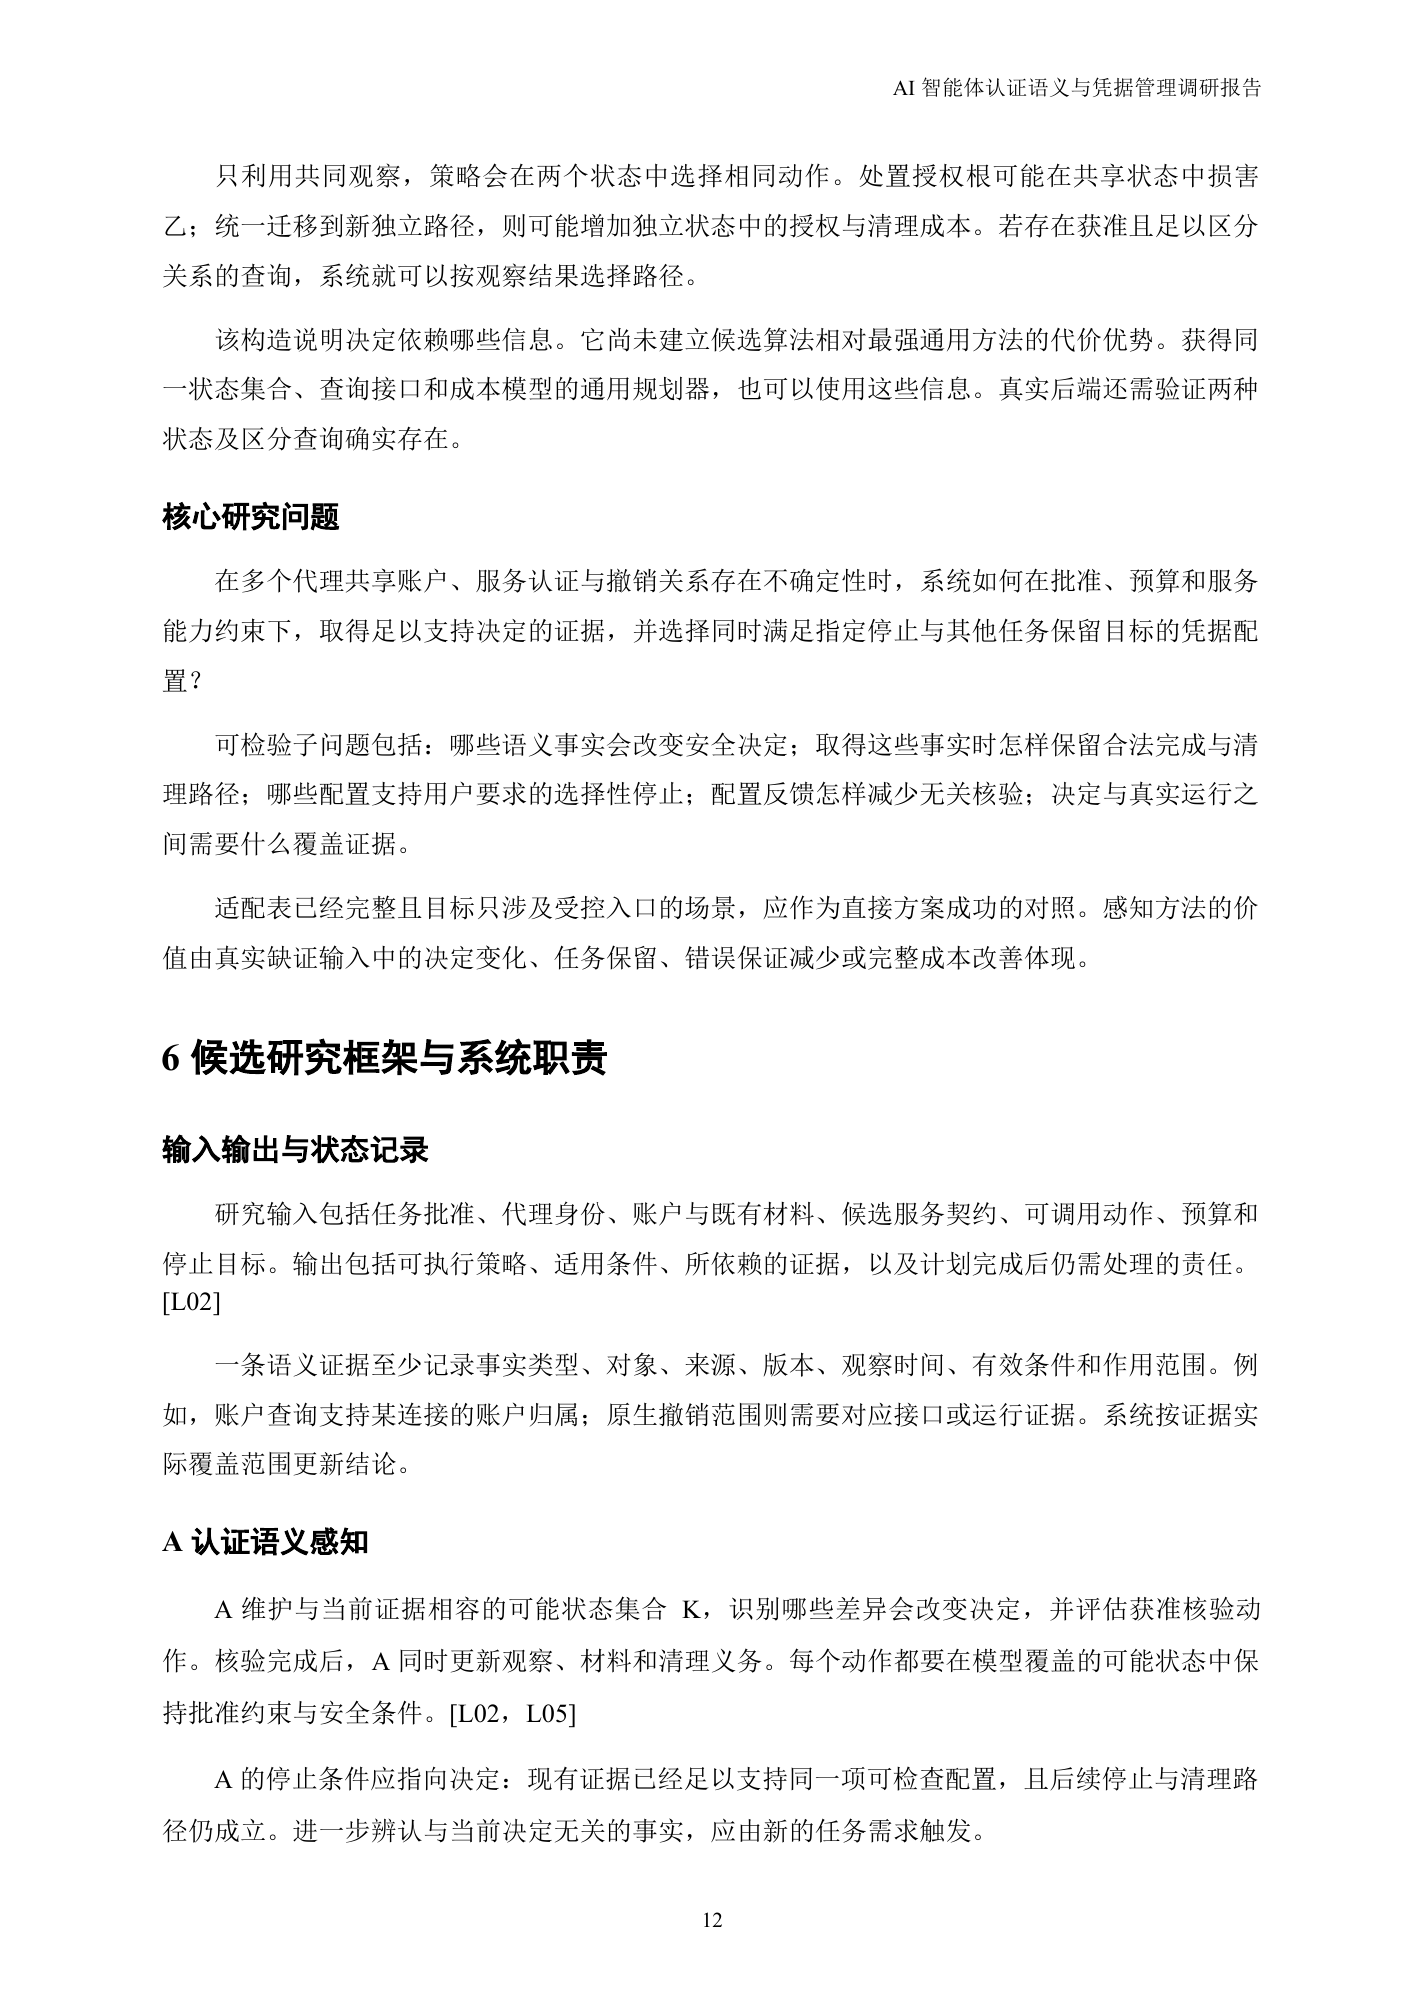 AI 智能体认证语义与凭据管理调研报告
只利用共同观察，策略会在两个状态中选择相同动作。处置授权根可能在共享状态中损害
乙；统一迁移到新独立路径，则可能增加独立状态中的授权与清理成本。若存在获准且足以区分
关系的查询，系统就可以按观察结果选择路径。
该构造说明决定依赖哪些信息。它尚未建立候选算法相对最强通用方法的代价优势。获得同
一状态集合、查询接口和成本模型的通用规划器，也可以使用这些信息。真实后端还需验证两种
状态及区分查询确实存在。
核心研究问题
在多个代理共享账户、服务认证与撤销关系存在不确定性时，系统如何在批准、预算和服务
能力约束下，取得足以支持决定的证据，并选择同时满足指定停止与其他任务保留目标的凭据配
置？
可检验子问题包括：哪些语义事实会改变安全决定；取得这些事实时怎样保留合法完成与清
理路径；哪些配置支持用户要求的选择性停止；配置反馈怎样减少无关核验；决定与真实运行之
间需要什么覆盖证据。
适配表已经完整且目标只涉及受控入口的场景，应作为直接方案成功的对照。感知方法的价
值由真实缺证输入中的决定变化、任务保留、错误保证减少或完整成本改善体现。
6 候选研究框架与系统职责
输入输出与状态记录
研究输入包括任务批准、代理身份、账户与既有材料、候选服务契约、可调用动作、预算和
停止目标。输出包括可执行策略、适用条件、所依赖的证据，以及计划完成后仍需处理的责任。
[L02]
一条语义证据至少记录事实类型、对象、来源、版本、观察时间、有效条件和作用范围。例
如，账户查询支持某连接的账户归属；原生撤销范围则需要对应接口或运行证据。系统按证据实
际覆盖范围更新结论。
A 认证语义感知
A 维护与当前证据相容的可能状态集合 K，识别哪些差异会改变决定，并评估获准核验动
作。核验完成后，A 同时更新观察、材料和清理义务。每个动作都要在模型覆盖的可能状态中保
持批准约束与安全条件。[L02，L05]
A 的停止条件应指向决定：现有证据已经足以支持同一项可检查配置，且后续停止与清理路
径仍成立。进一步辨认与当前决定无关的事实，应由新的任务需求触发。
12